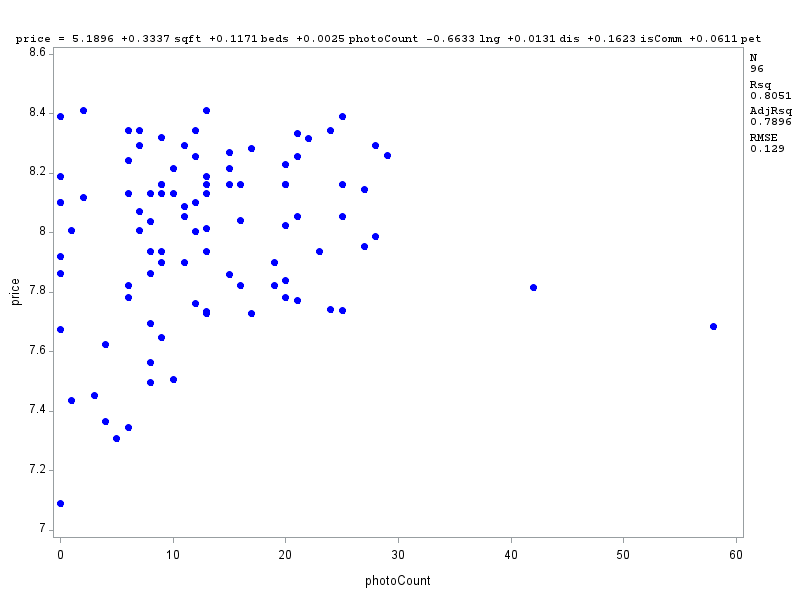 price = 5.1896 +0.3337 sqft +0.1171 beds +0.0025 photoCount -0.6633 lng +0.0131 dis +0.1623 isComm +0.0611 pet
N
96
Rsq
0.8051
AdjRsq
0.7896
RMSE
0.129
8.6
8.4
8.2
8
7.8
7.6
7.4
7.2
7
price
0 10 20 30 40 50 60
photoCount